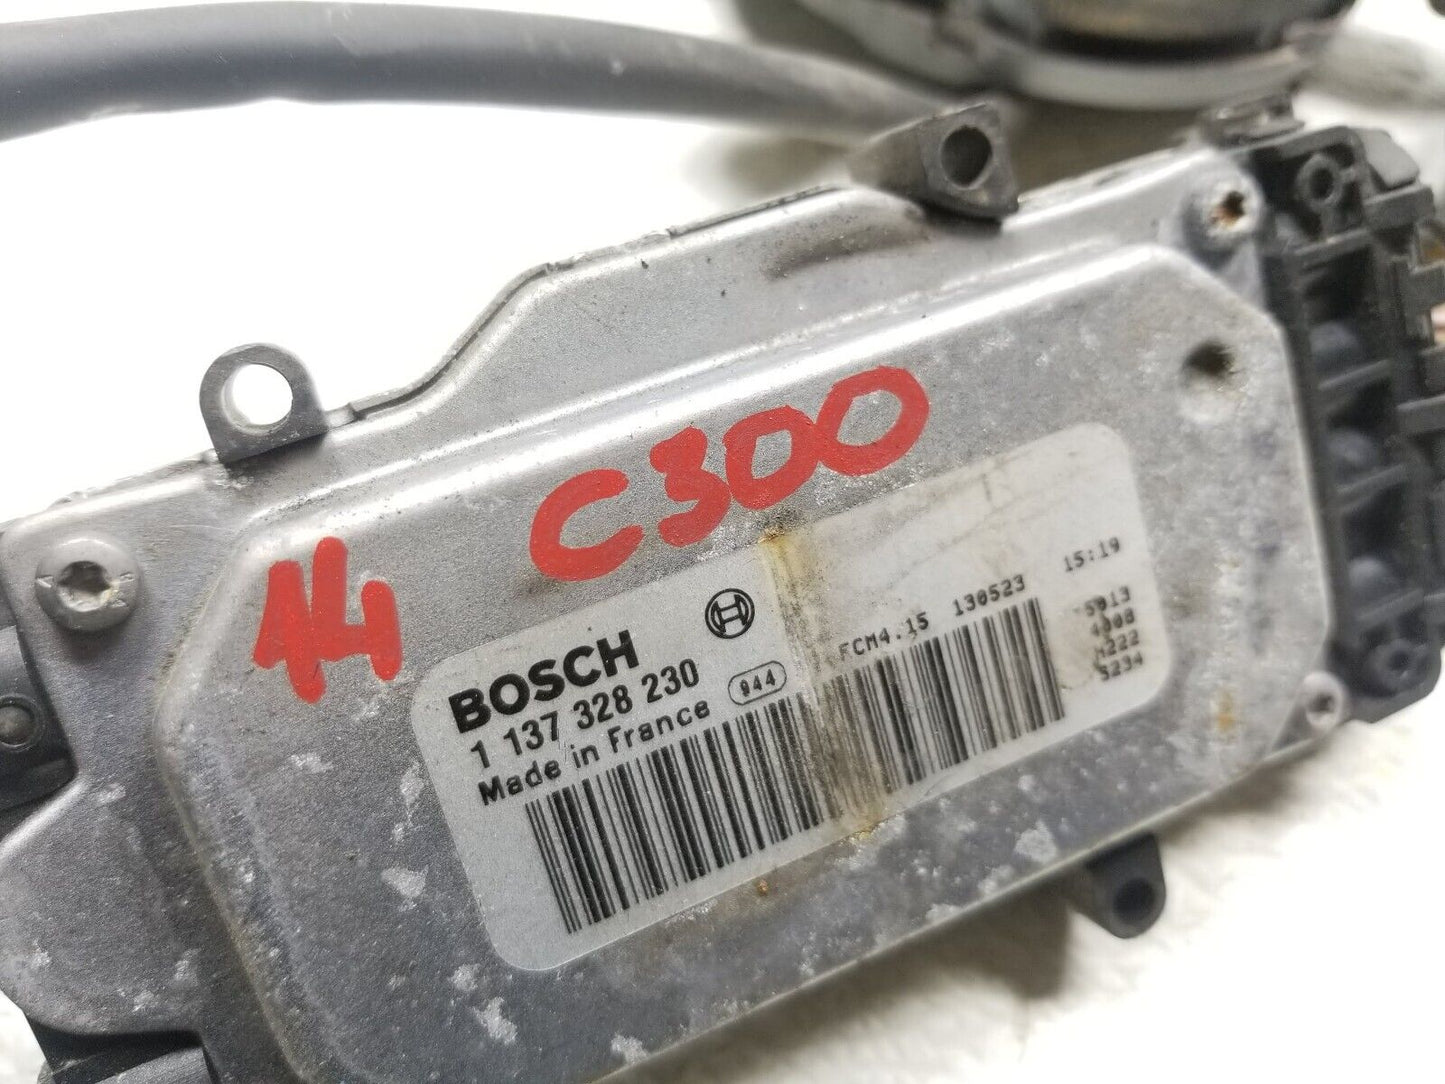 14 C300
BOSCH
1 137 328 230
Made in France
944
FCM4.15 130523 15:19
5013
4008
M222
S234